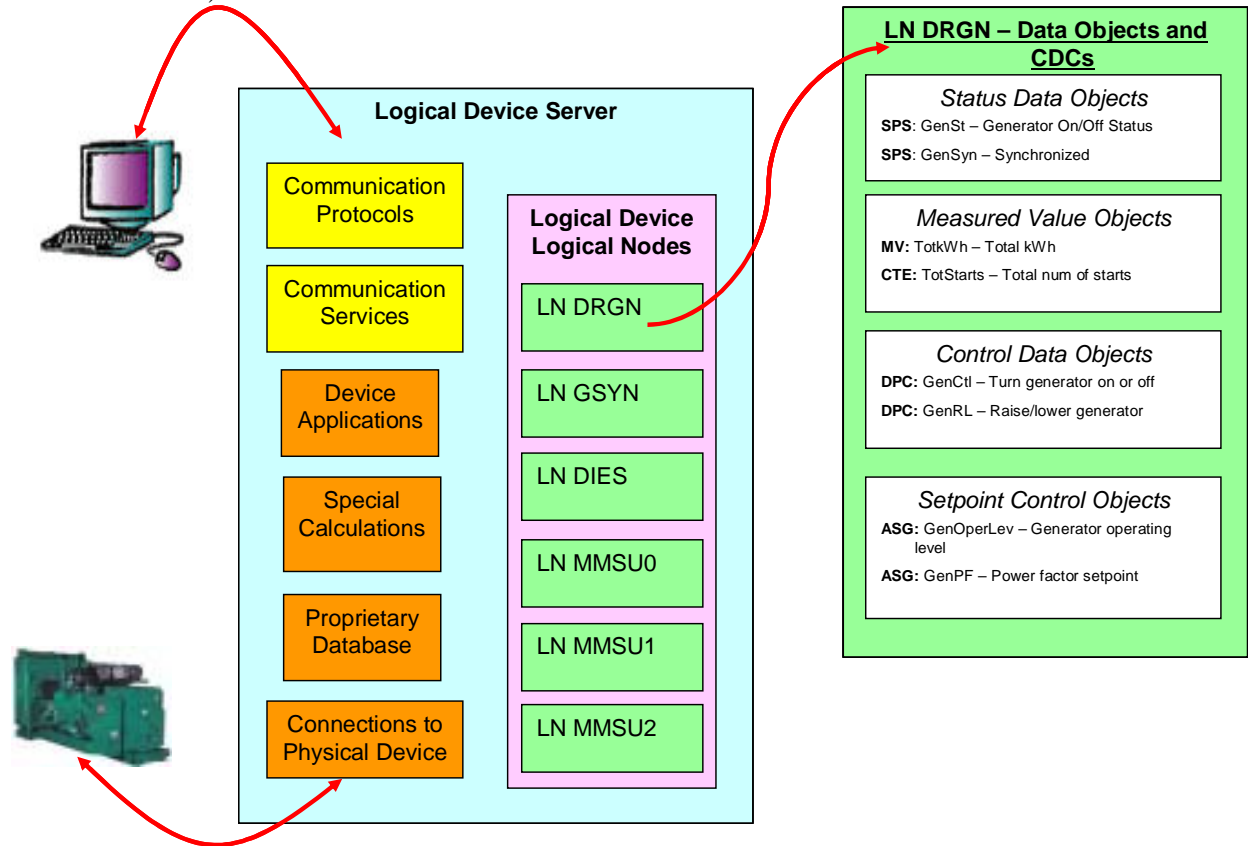 Logical Device Server
Communication
Protocols
Communication
Services
Device
Applications
Special
Calculations
Proprietary
Database
Connections to
Physical Device
Logical Device
Logical Nodes
LN DRGN
LN GSYN
LN DIES
LN MMSU0
LN MMSU1
LN MMSU2
LN DRGN – Data Objects and
CDCs
Status Data Objects
SPS: GenSt – Generator On/Off Status
SPS: GenSyn – Synchronized
Measured Value Objects
MV: TotkWh – Total kWh
CTE: TotStarts – Total num of starts
Control Data Objects
DPC: GenCtl – Turn generator on or off
DPC: GenRL – Raise/lower generator
Setpoint Control Objects
ASG: GenOperLev – Generator operating
level
ASG: GenPF – Power factor setpoint